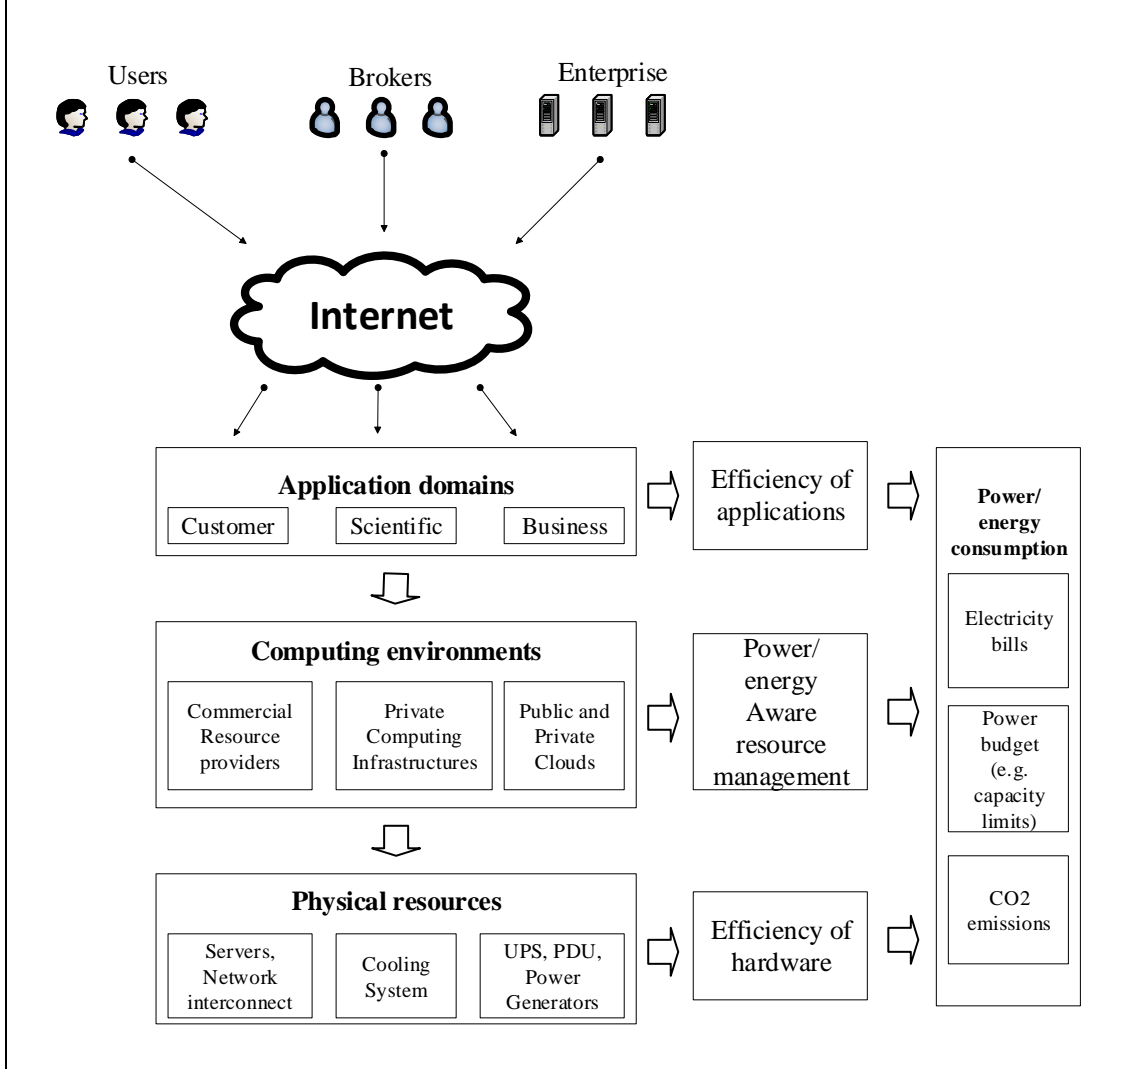 Users
Brokers
Enterprise
Internet
Application domains
Customer
Scientific
Business
Efficiency of
applications
Power/
energy
consumption
Electricity
bills
Power
budget
(e.g.
capacity
limits)
CO2
emissions
Computing environments
Commercial
Resource
providers
Private
Computing
Infrastructures
Public and
Private
Clouds
Power/
energy
Aware
resource
management
Physical resources
Servers,
Network
interconnect
Cooling
System
UPS, PDU,
Power
Generators
Efficiency of
hardware